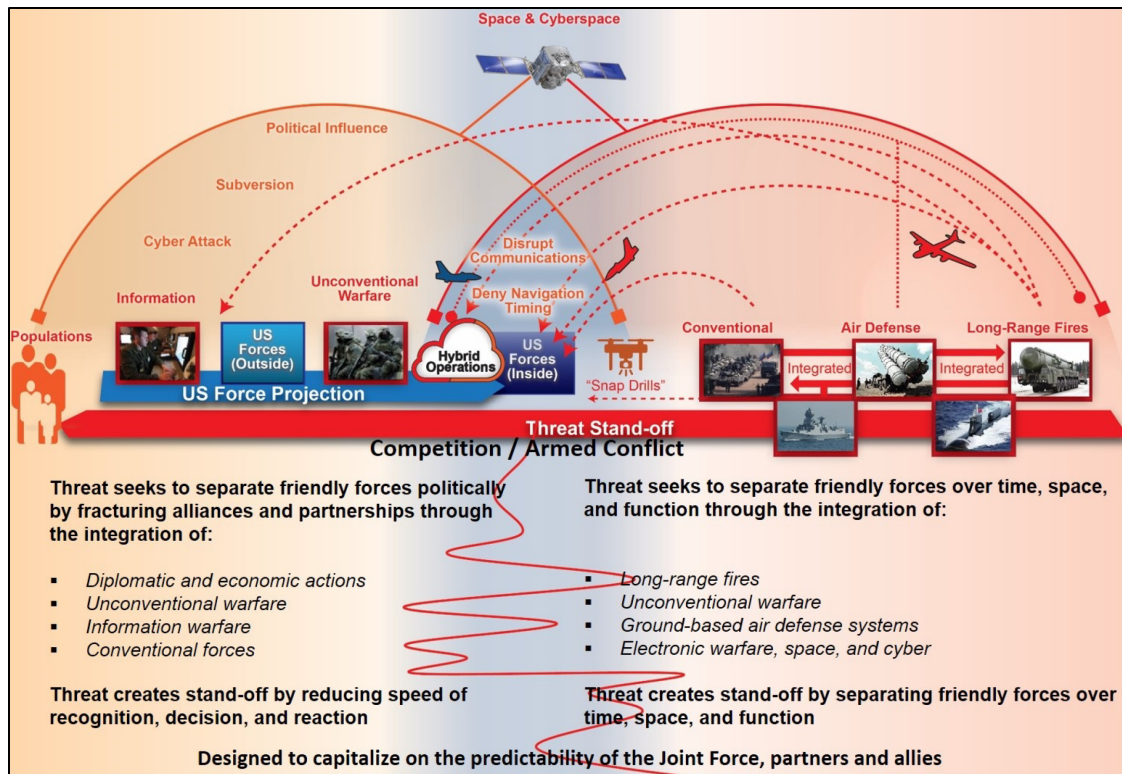 Space & Cyberspace
Political Influence
Subversion
Cyber Attack
Disrupt
Communications
Information
Unconventional
Warfare
Deny Navigation
Timing
Populations
US
Forces
(Outside)
Hybrid
Operations
US
Forces
(Inside)
"Snap Drills"
Conventional
Air Defense
Long-Range Fires
Integrated
Integrated
US Force Projection
Threat Stand-off
Competition / Armed Conflict
Threat seeks to separate friendly forces politically
by fracturing alliances and partnerships through
the integration of:
▪ Diplomatic and economic actions
▪ Unconventional warfare
▪ Information warfare
▪ Conventional forces
Threat creates stand-off by reducing speed of
recognition, decision, and reaction
Threat seeks to separate friendly forces over time, space,
and function through the integration of:
▪ Long-range fires
▪ Unconventional warfare
▪ Ground-based air defense systems
▪ Electronic warfare, space, and cyber
Threat creates stand-off by separating friendly forces over
time, space, and function
Designed to capitalize on the predictability of the Joint Force, partners and allies